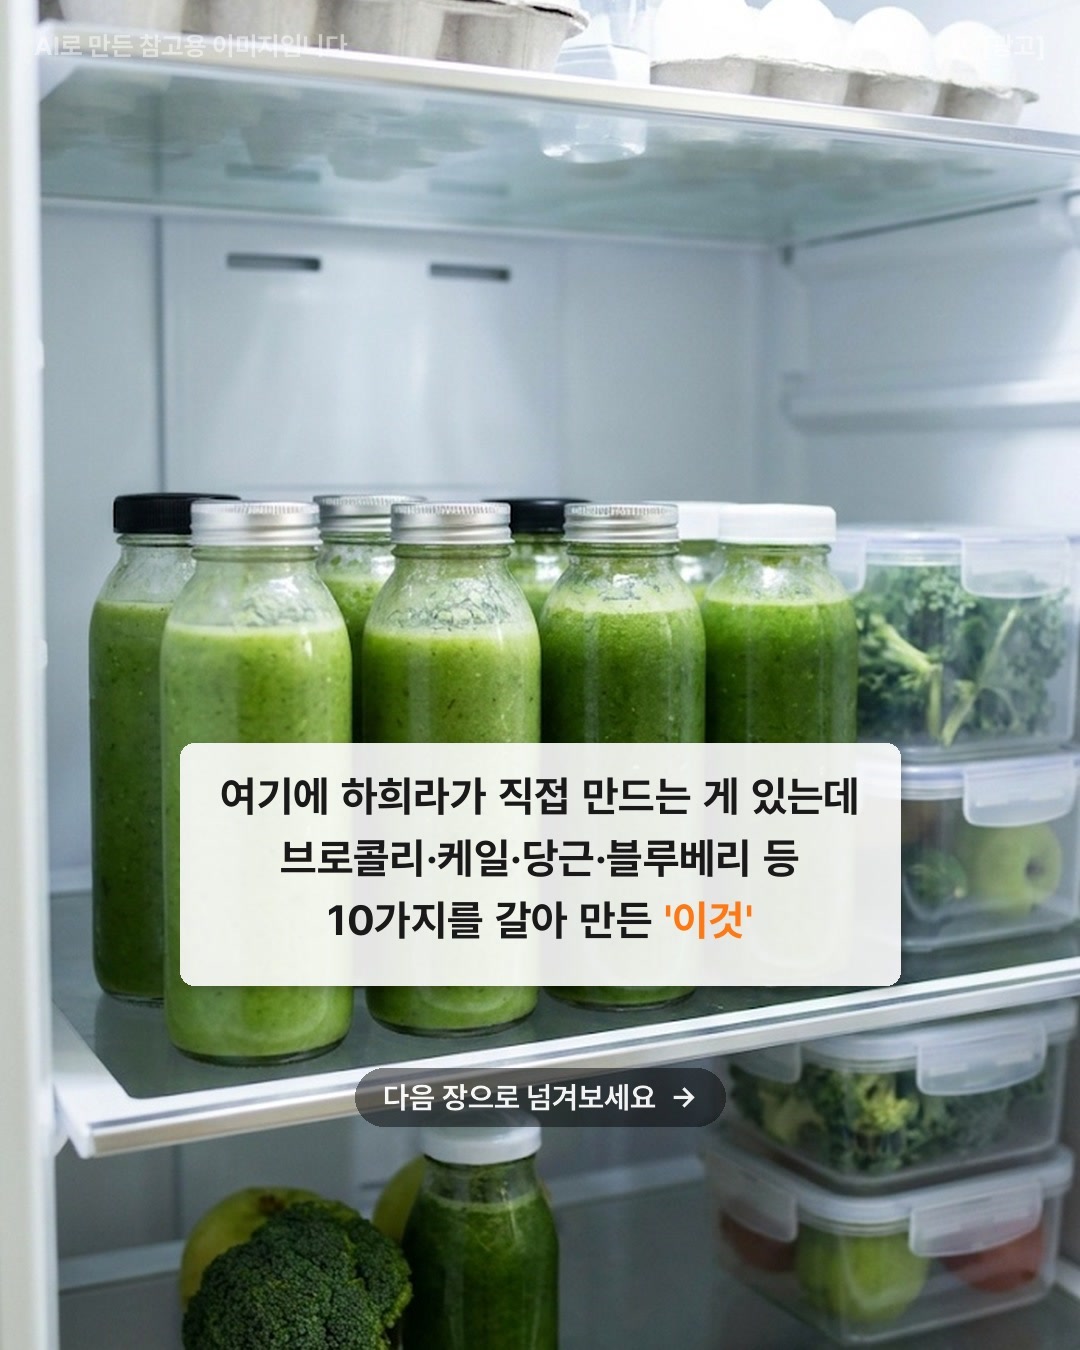 AI로 만든 참고용 이미지입니다
[광고]
여기에 하희라가 직접 만드는 게 있는데
브로콜리·케일·당근·블루베리 등
10가지를 갈아 만든 '이것'
다음 장으로 넘겨보세요 →